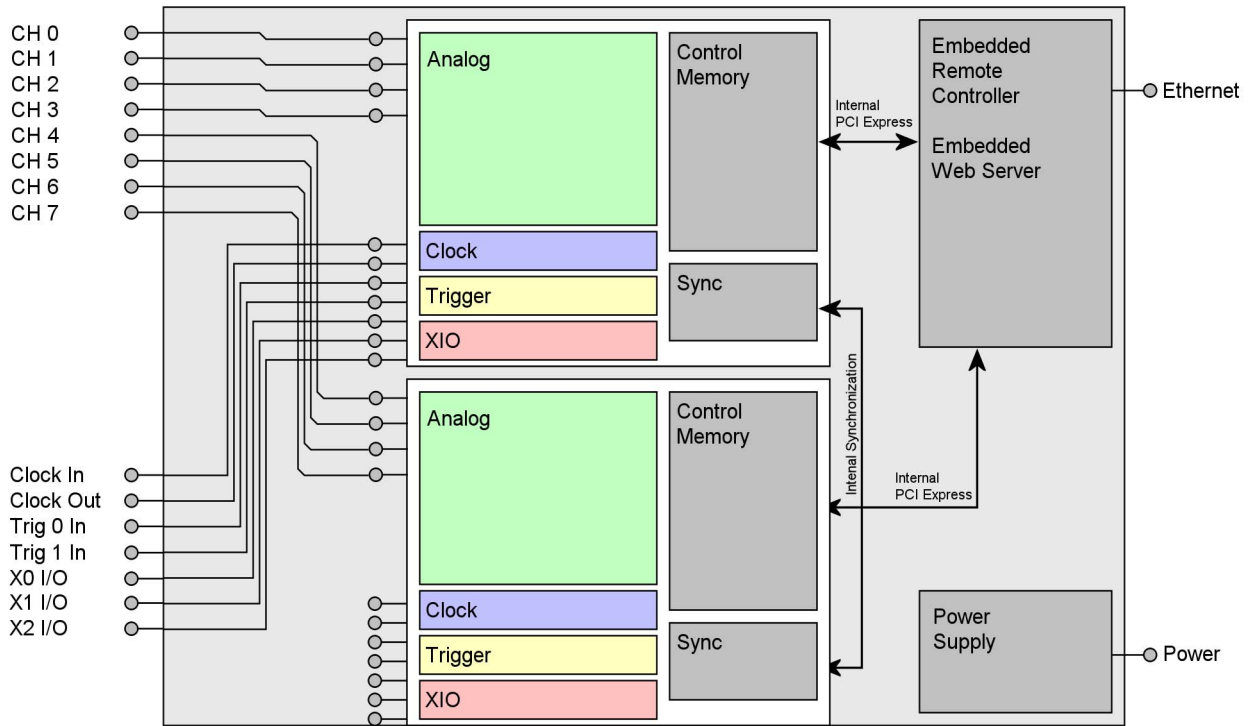 CH 0
CH 1
CH 2
CH 3
CH 4
CH 5
CH 6
CH 7
Clock In
Clock Out
Trig 0 In
Trig 1 In
X0 I/O
X1 I/O
X2 I/O
Analog
Clock
Trigger
XIO
Control
Memory
Sync
Analog
Clock
Trigger
XIO
Control
Memory
Sync
Internal
PCI Express
Intenal Synchronization
Internal
PCI Express
Embedded
Remote
Controller
Embedded
Web Server
Power
Supply
Ethernet
Power